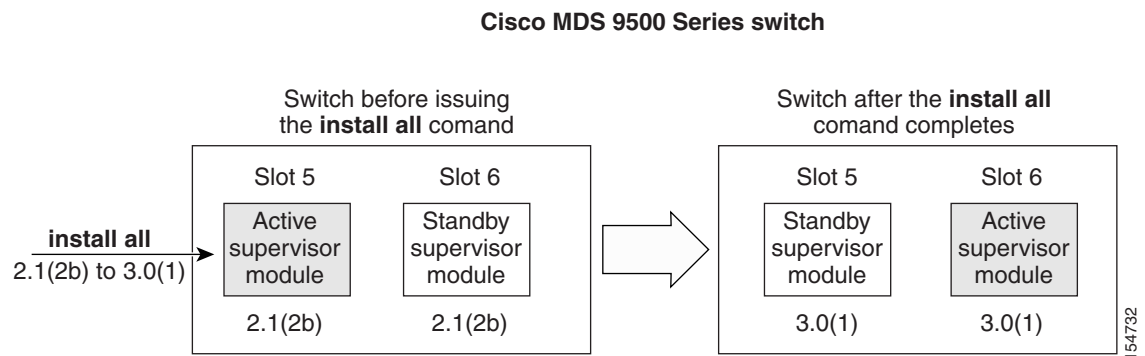 Cisco MDS 9500 Series switch
Switch before issuing
the install all comand
Switch after the install all
comand completes
install all
2.1(2b) to 3.0(1)
Slot 5
Active
supervisor
module
2.1(2b)
Slot 6
Standby
supervisor
module
2.1(2b)
Slot 5
Standby
supervisor
module
3.0(1)
Slot 6
Active
supervisor
module
3.0(1)
154732